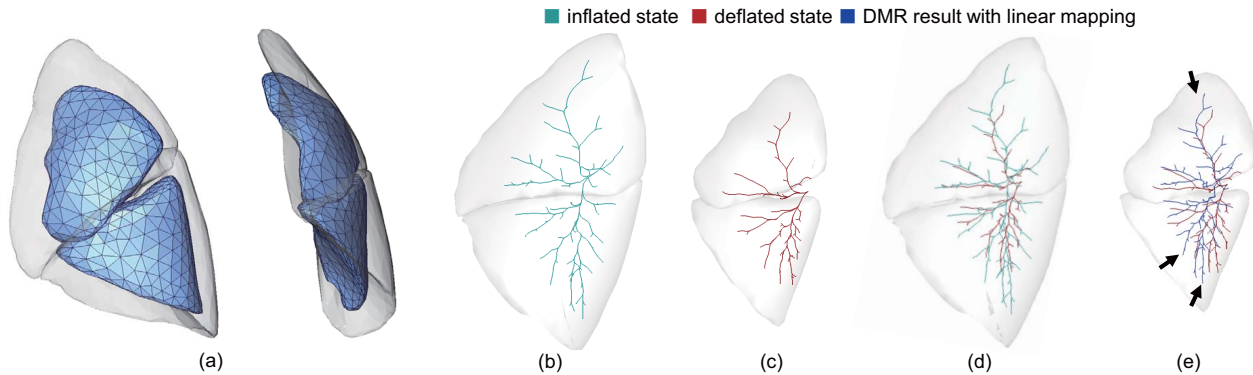 inflated state deflated state DMR result with linear mapping
(a) (b) (c) (d) (e)